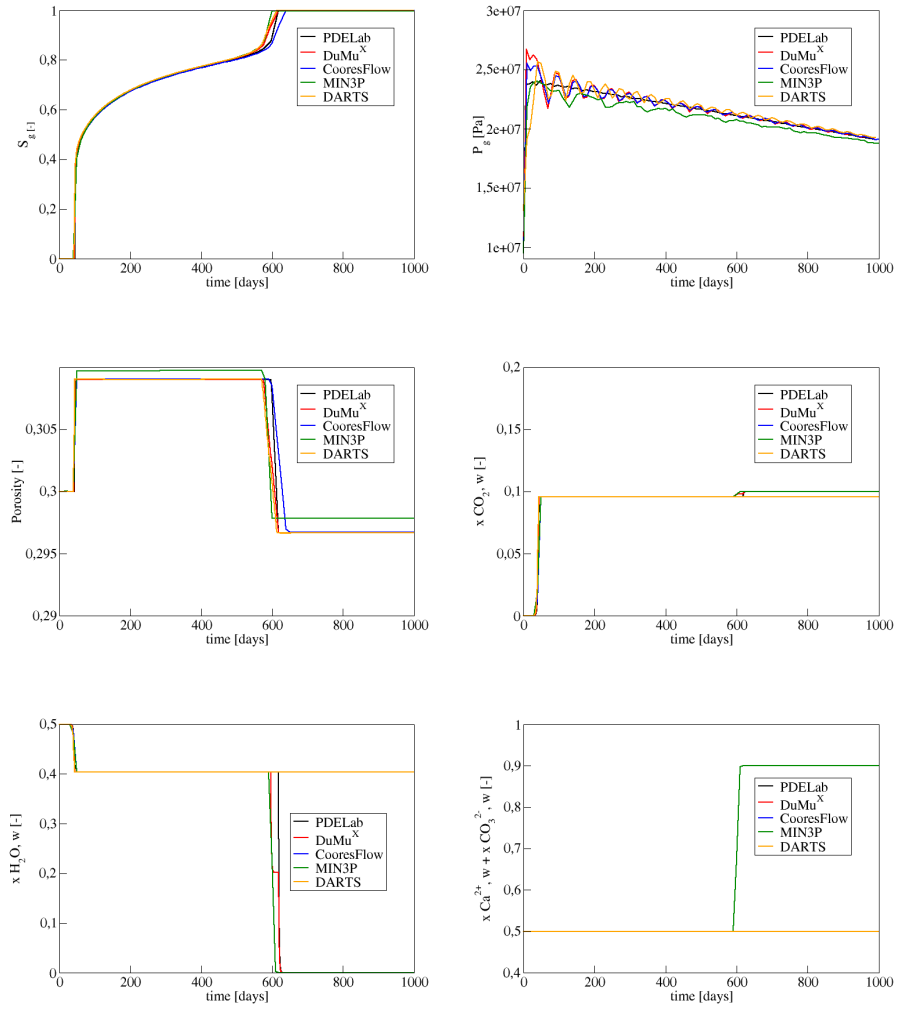 1
0,8
0,6
0,4
0,2
0
S_g [-]
0 200 400 600 800 1000
time [days]
PDELab
DuMu^X
CooresFlow
MIN3P
DARTS
3e+07
2,5e+07
2e+07
1,5e+07
1e+07
P_g [Pa]
0 200 400 600 800 1000
time [days]
PDELab
DuMu^X
CooresFlow
MIN3P
DARTS
0,305
0,3
0,295
0,29
Porosity [-]
0 200 400 600 800 1000
time [days]
PDELab
DuMu^X
CooresFlow
MIN3P
DARTS
0,2
0,15
0,1
0,05
0
x CO_2, w [-]
0 200 400 600 800 1000
time [days]
PDELab
DuMu^X
CooresFlow
MIN3P
DARTS
0,5
0,4
0,3
0,2
0,1
0
x H_2O, w [-]
0 200 400 600 800 1000
time [days]
PDELab
DuMu^X
CooresFlow
MIN3P
DARTS
1
0,9
0,8
0,7
0,6
0,5
0,4
x Ca^2+, w + x CO_3^2-, w [-]
0 200 400 600 800 1000
time [days]
PDELab
DuMu^X
CooresFlow
MIN3P
DARTS